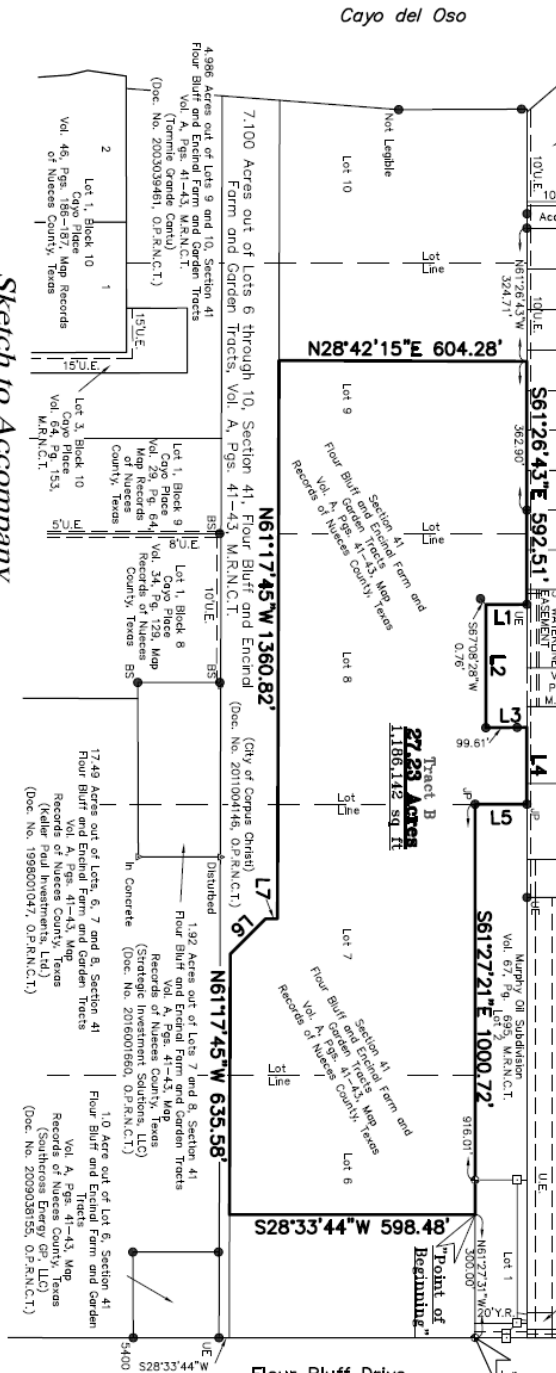 Cayo del Oso
Not Legible
Lot 10
10'U.E.
10
Acc
10'U.E.
N61°26'43"W
324.71'
Lot
Line
4.986 Acres out of Lots 9 and 10, Section 41
Flour Bluff and Encinal Farm and Garden Tracts
Vol. A, Pgs. 41-43, M.R.N.C.T.
(Tommie Grande Cantu)
(Doc. No. 2003039461, O.P.R.N.C.T.)
2
1
Lot 1, Block 10
Cayo Place
Vol. 46, Pgs. 186-187, Map Records
of Nueces County, Texas
15'U.E.
15'U.E.
Lot 3, Block 10
Cayo Place
Vol. 64, Pg. 153,
M.R.N.C.T.
7.100 Acres out of Lots 6 through 10, Section 41, Flour Bluff and Encinal
Farm and Garden Tracts, Vol. A, Pgs. 41-43, M.R.N.C.T.
(City of Corpus Christi)
(Doc. No. 2011004146, O.P.R.N.C.T.)
N28°42'15"E 604.28'
S61°26'43"E 592.51'
362.90'
Lot 9
Section 41
Flour Bluff and Encinal Farm and
Garden Tracts
Vol. A, Pgs. 41-43, Map
Records of Nueces County, Texas
Lot
Line
Lot 1, Block 9
Cayo Place
Vol. 29, Pg. 64,
Map Records
of Nueces
County, Texas
5'U.E.
8'U.E.
BS
10'U.E.
Lot 1, Block 8
Cayo Place
Vol. 34, Pg. 129, Map
Records of Nueces
County, Texas
BS
BS
N61°17'45"W 1360.82'
UE
EASEMENT
L1
L2
L3
L4
L5
S67°08'28"W
0.76'
99.61'
JP
JP
Lot 8
Tract B
27.23 Acres
1,186,142 sq ft
Lot
Line
UE
Murphy Oil Subdivision
Lot 2
Vol. 67, Pg. 695, M.R.N.C.T.
S61°27'21"E 1000.72'
916.01'
L7
L6
Lot 7
Section 41
Flour Bluff and Encinal Farm and
Garden Tracts
Vol. A, Pgs. 41-43, Map
Records of Nueces County,
Texas
Lot
Line
Lot 6
N61°17'45"W 635.58'
S28°33'44"W 598.48'
"Point of
Beginning"
N61°27'31"W
300.00'
Lot 1
U.E.
20'Y.R.
Disturbed
In Concrete
17.49 Acres out of Lots, 6, 7 and 8, Section 41
Flour Bluff and Encinal Farm and Garden Tracts
Vol. A, Pgs. 41-43, Map
Records of Nueces County, Texas
(Keller Paul Investments, Ltd.)
(Doc. No. 1998001047, O.P.R.N.C.T.)
1.92 Acres out of Lots 7 and 8, Section 41
Flour Bluff and Encinal Farm and Garden Tracts
Vol. A, Pgs. 41-43, Map
Records of Nueces County, Texas
(Strategic Investment Solutions, LLC)
(Doc. No. 2016001660, O.P.R.N.C.T.)
1.0 Acre out of Lot 6, Section 41
Flour Bluff and Encinal Farm and Garden
Tracts
Vol. A, Pgs. 41-43, Map
Records of Nueces County, Texas
(Southcross Energy GP, LLC)
(Doc. No. 2009038155, O.P.R.N.C.T.)
UE
5400
S28°33'44"W
Flour Bluff Drive
Sketch to Accompany